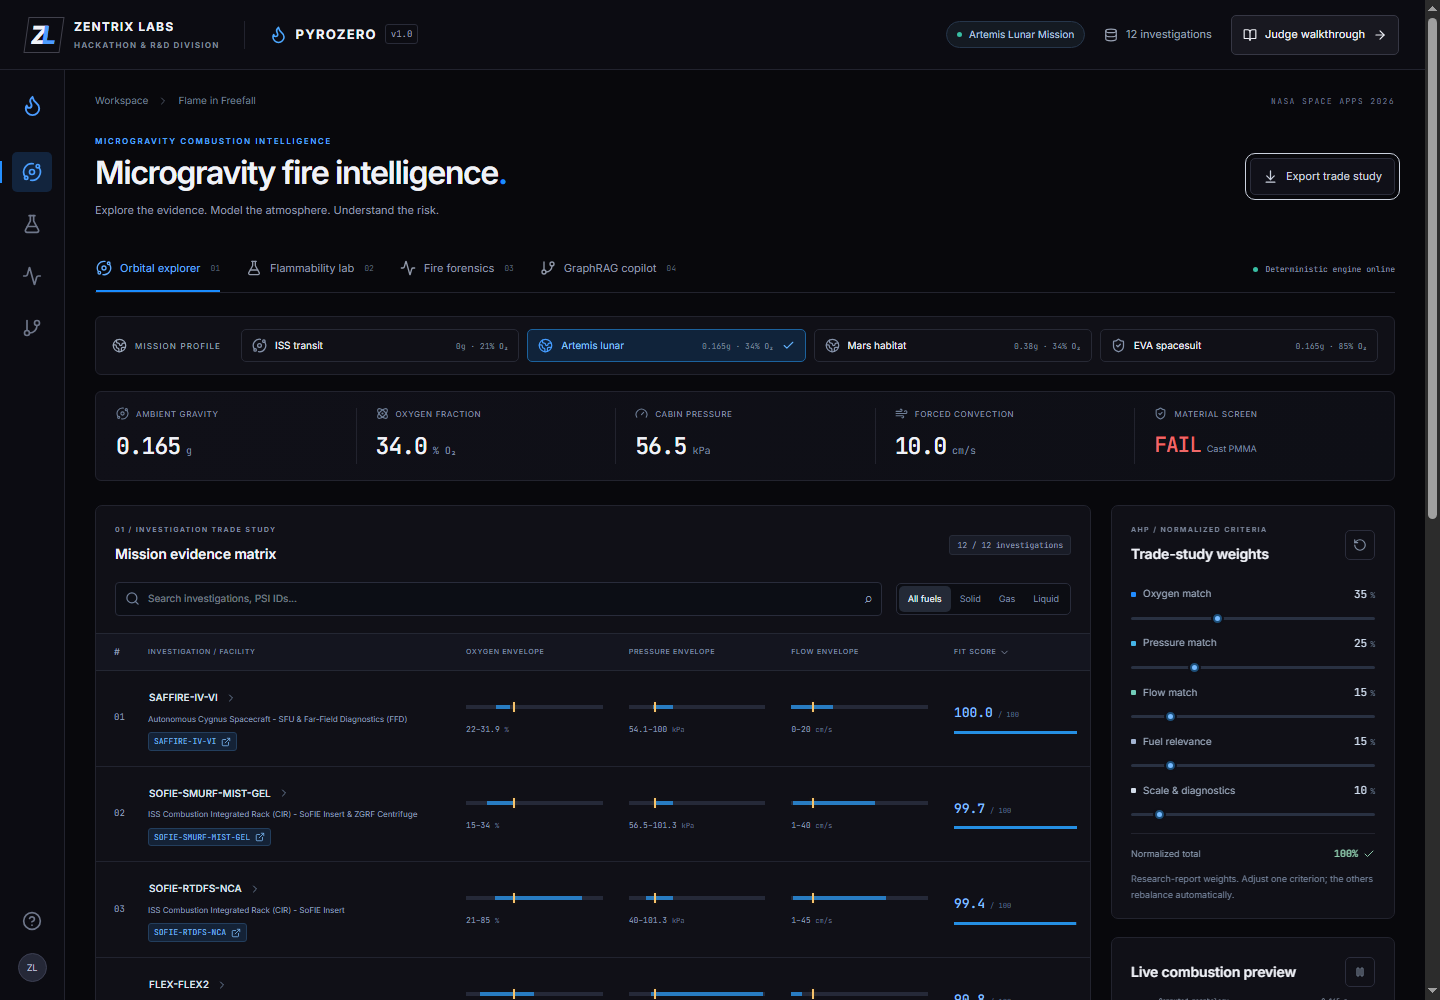 ZL ZENTRIX LABS
HACKATHON & R&D DIVISION
PYROZERO v1.0
Artemis Lunar Mission
12 investigations
Judge walkthrough
Workspace > Flame in Freefall
NASA SPACE APPS 2026
MICROGRAVITY COMBUSTION INTELLIGENCE
Microgravity fire intelligence.
Export trade study
Explore the evidence. Model the atmosphere. Understand the risk.
Orbital explorer 01
Flammability lab 02
Fire forensics 03
GraphRAG copilot 04
Deterministic engine online
MISSION PROFILE
ISS transit 0g · 21% O₂
Artemis lunar 0.165g · 34% O₂
Mars habitat 0.38g · 34% O₂
EVA spacesuit 0.165g · 85% O₂
AMBIENT GRAVITY
0.165 g
OXYGEN FRACTION
34.0 % O₂
CABIN PRESSURE
56.5 kPa
FORCED CONVECTION
10.0 cm/s
MATERIAL SCREEN
FAIL Cast PMMA
01 / INVESTIGATION TRADE STUDY
Mission evidence matrix
12 / 12 investigations
Search investigations, PSI IDs...
All fuels Solid Gas Liquid
# INVESTIGATION / FACILITY OXYGEN ENVELOPE PRESSURE ENVELOPE FLOW ENVELOPE FIT SCORE
01
SAFFIRE-IV-VI
Autonomous Cygnus Spacecraft - SFU & Far-Field Diagnostics (FFD)
SAFFIRE-IV-VI
22–31.9 %
54.1–100 kPa
0–20 cm/s
100.0 / 100
02
SOFIE-SMURF-MIST-GEL
ISS Combustion Integrated Rack (CIR) - SoFIE Insert & ZGRF Centrifuge
SOFIE-SMURF-MIST-GEL
15–34 %
56.5–101.3 kPa
1–40 cm/s
99.7 / 100
03
SOFIE-RTDFS-NCA
ISS Combustion Integrated Rack (CIR) - SoFIE Insert
SOFIE-RTDFS-NCA
21–85 %
40–101.3 kPa
1–45 cm/s
99.4 / 100
FLEX-FLEX2
90.8 / 100
AHP / NORMALIZED CRITERIA
Trade-study weights
Oxygen match 35 %
Pressure match 25 %
Flow match 15 %
Fuel relevance 15 %
Scale & diagnostics 10 %
Normalized total 100%
Research-report weights. Adjust one criterion; the others
rebalance automatically.
Live combustion preview
ZL